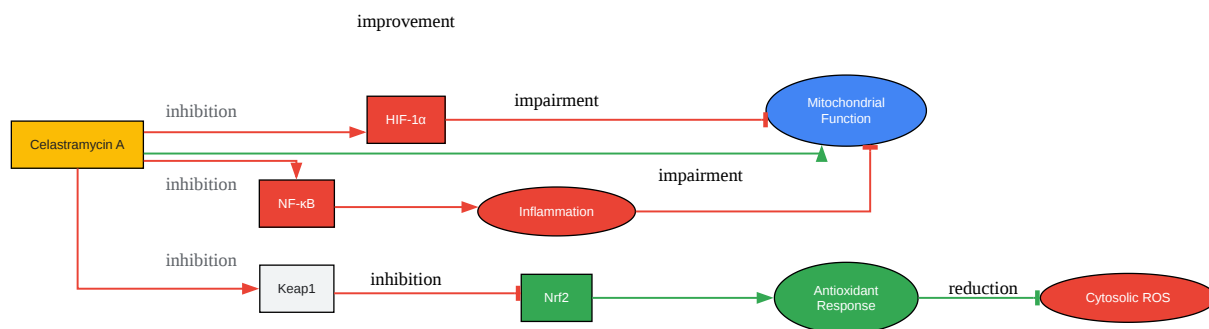 improvement
inhibition
impairment
HIF-1α
Mitochondrial
Function
Celastramycin A
inhibition
impairment
NF-κB
Inflammation
inhibition
inhibition
reduction
Keap1
Nrf2
Antioxidant
Response
Cytosolic ROS